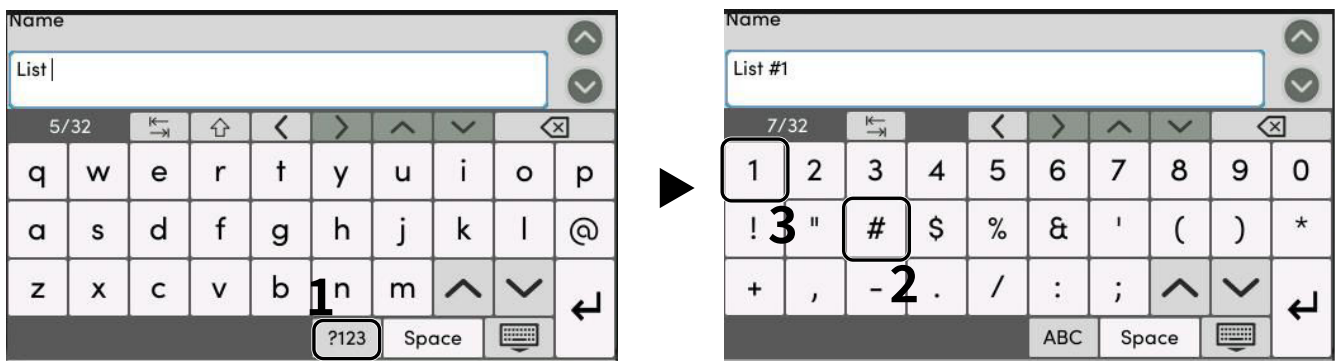 Name
List
5/32
q w e r t y u i o p
a s d f g h j k l @
z x c v b n m
1
?123 Space
Name
List #1
7/32
1 2 3 4 5 6 7 8 9 0
! " # $ % & ' ( ) *
3
+ , - . / : ;
2
ABC Space